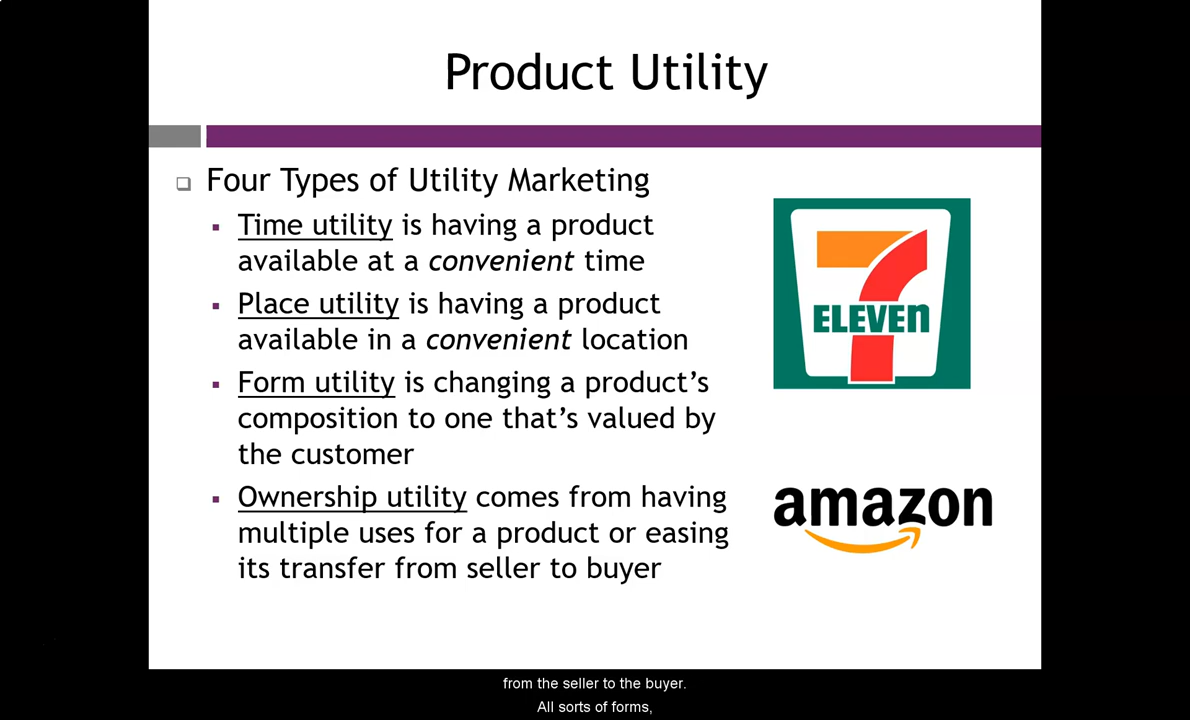 Product Utility
Four Types of Utility Marketing
Time utility is having a product
available at a convenient time
Place utility is having a product
available in a convenient location
Form utility is changing a product's
composition to one that's valued by
the customer
Ownership utility comes from having
multiple uses for a product or easing
its transfer from seller to buyer
7
ELEVEn
amazon
from the seller to the buyer.
All sorts of forms,